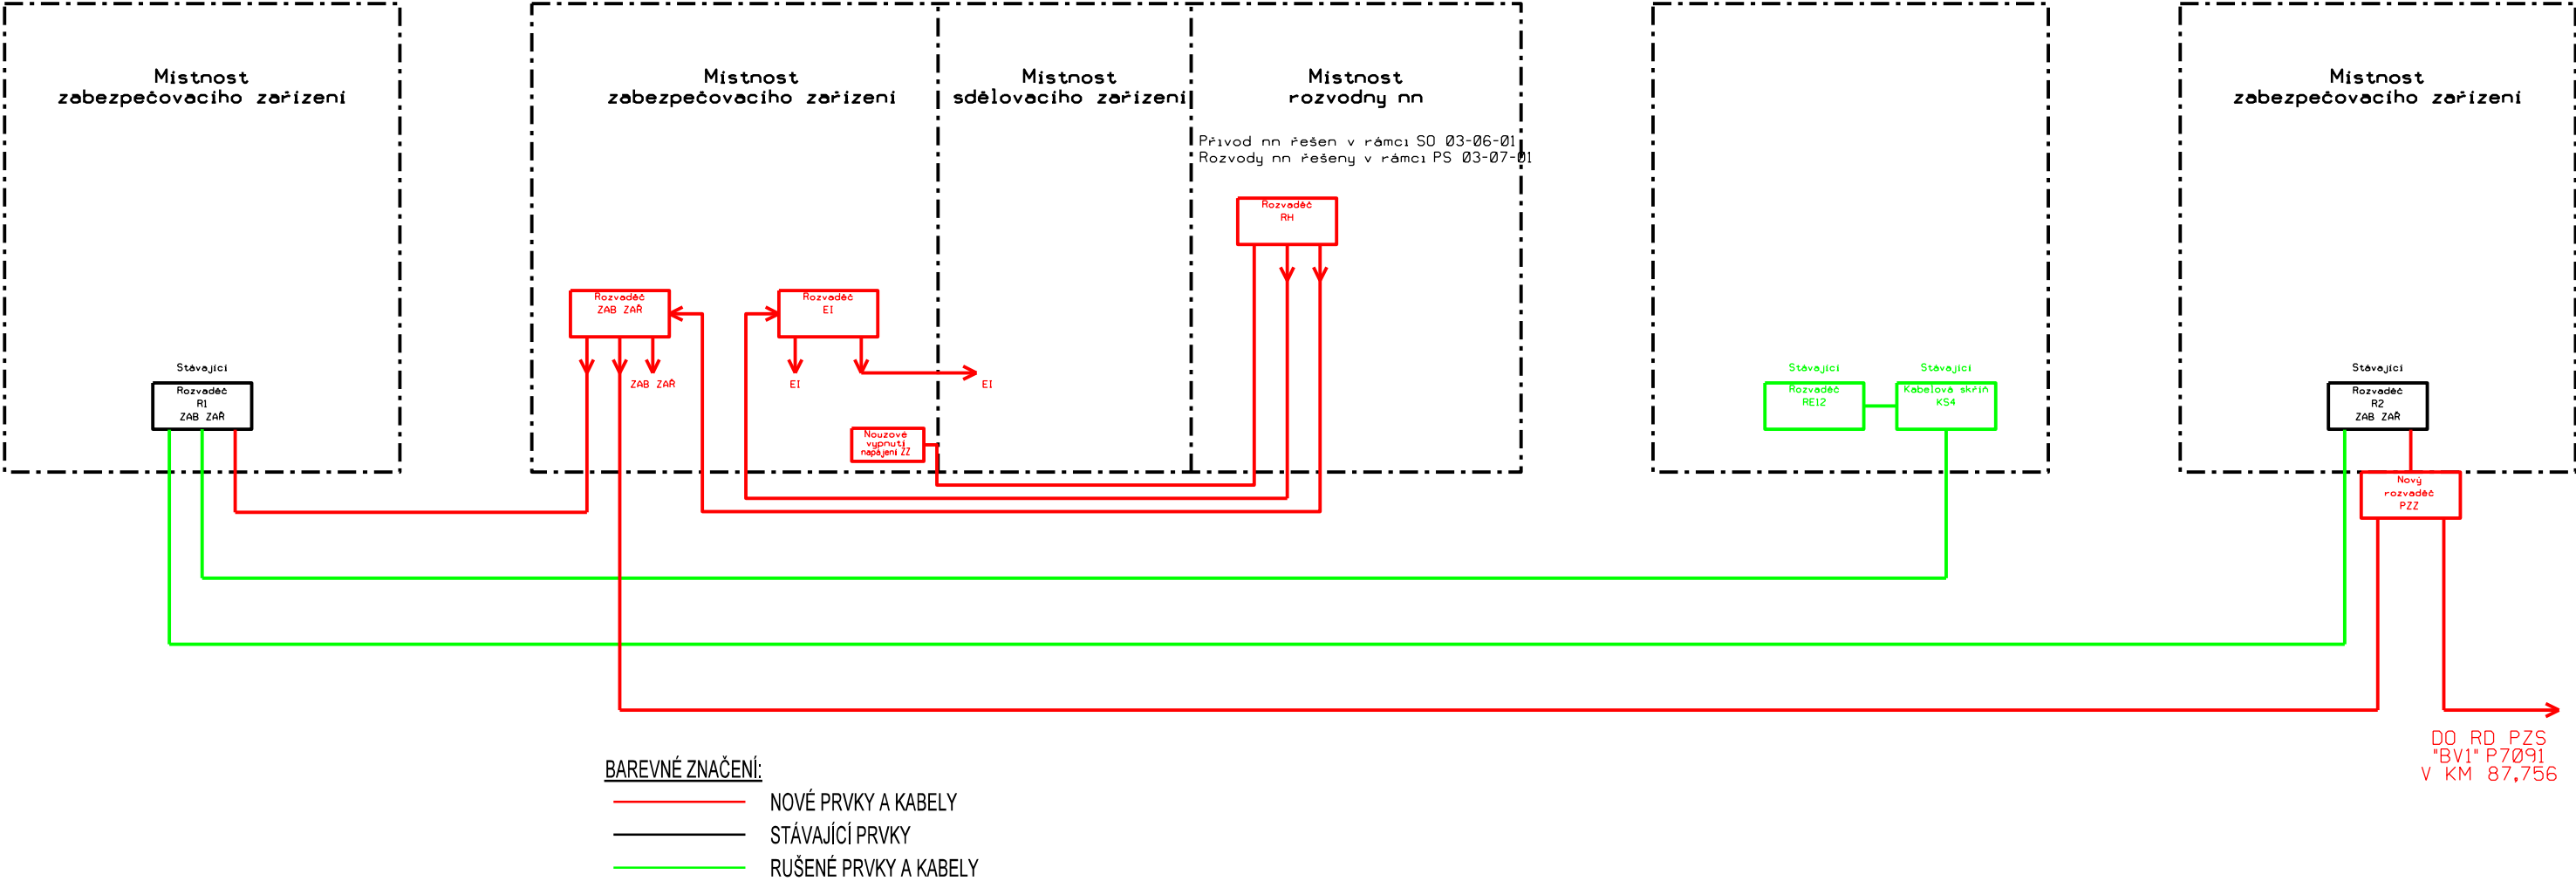 Místnost
zabezpečovacího zařízení
Místnost
zabezpečovacího zařízení
Místnost
sdělovacího zařízení
Místnost
rozvodny nn
Přívod nn řešen v rámci SO 03-06-01
Rozvody nn řešeny v rámci PS 03-07-01
Místnost
zabezpečovacího zařízení
Rozvaděč
RH
Rozvaděč
ZAB ZAŘ
Rozvaděč
EI
ZAB ZAŘ
EI
EI
Nouzové
vypnutí
napájení ZZ
Stávající
Rozvaděč
R1
ZAB ZAŘ
Stávající
Rozvaděč
RE12
Stávající
Kabelová skříň
KS4
Stávající
Rozvaděč
R2
ZAB ZAŘ
Nový
rozvaděč
PZZ
DO RD PZS
"BV1" P7091
V KM 87,756
BAREVNÉ ZNAČENÍ:
NOVÉ PRVKY A KABELY
STÁVAJÍCÍ PRVKY
RUŠENÉ PRVKY A KABELY